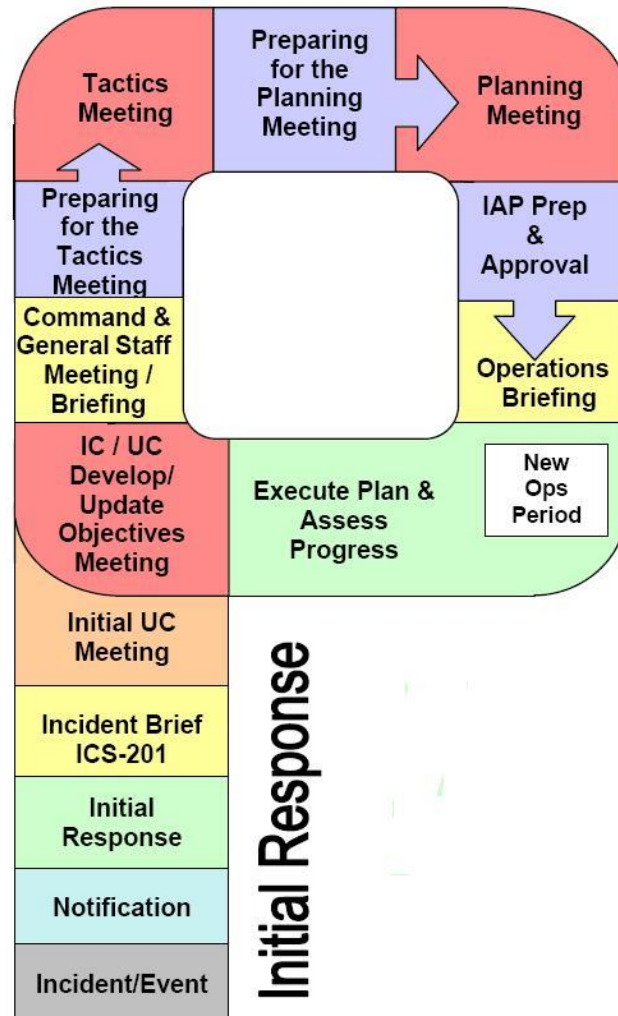 Tactics
Meeting
Preparing
for the
Planning
Meeting
Planning
Meeting
Preparing
for the
Tactics
Meeting
IAP Prep
&
Approval
Command &
General Staff
Meeting /
Briefing
Operations
Briefing
IC / UC
Develop/
Update
Objectives
Meeting
Execute Plan &
Assess
Progress
New
Ops
Period
Initial UC
Meeting
Incident Brief
ICS-201
Initial
Response
Notification
Incident/Event
Initial Response